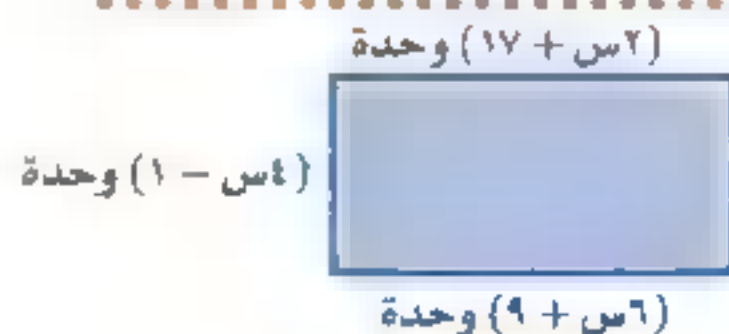 (٢س + ١٧) وحدة
(٤س − ١) وحدة
(٦س + ٩) وحدة